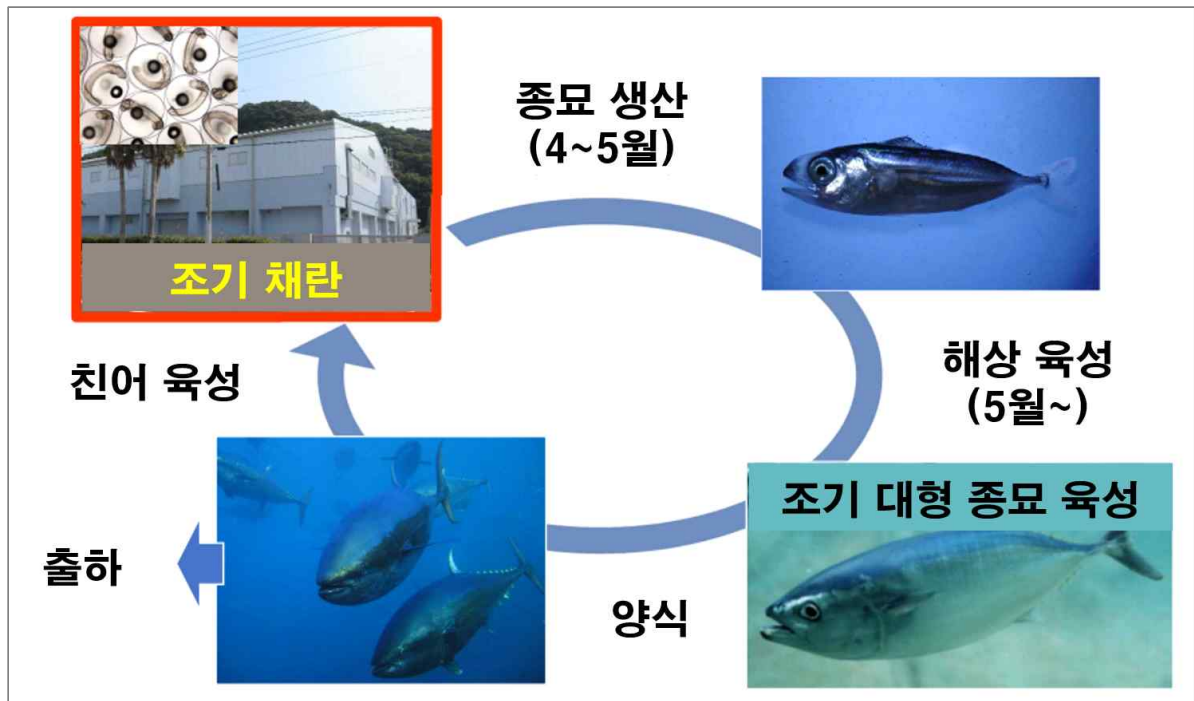 종묘 생산
(4~5월)
조기 채란
해상 육성
(5월~)
친어 육성
조기 대형 종묘 육성
출하
양식